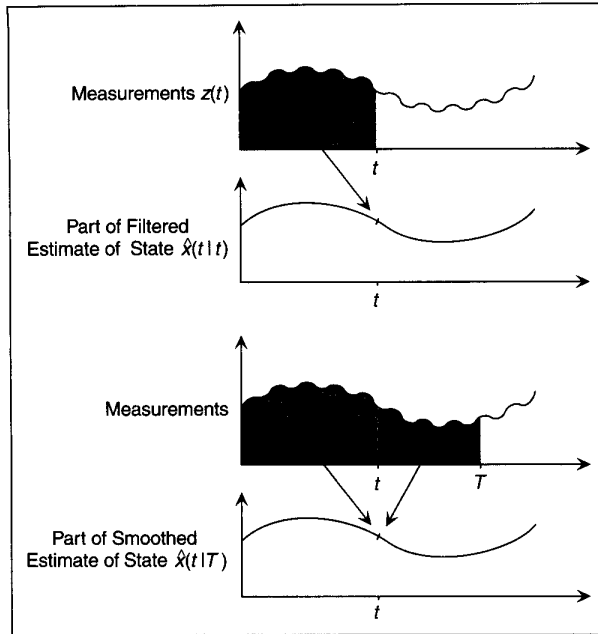 Measurements z(t)
t
Part of Filtered
Estimate of State x̂(t|t)
t
Measurements
t T
Part of Smoothed
Estimate of State x̂(t|T)
t